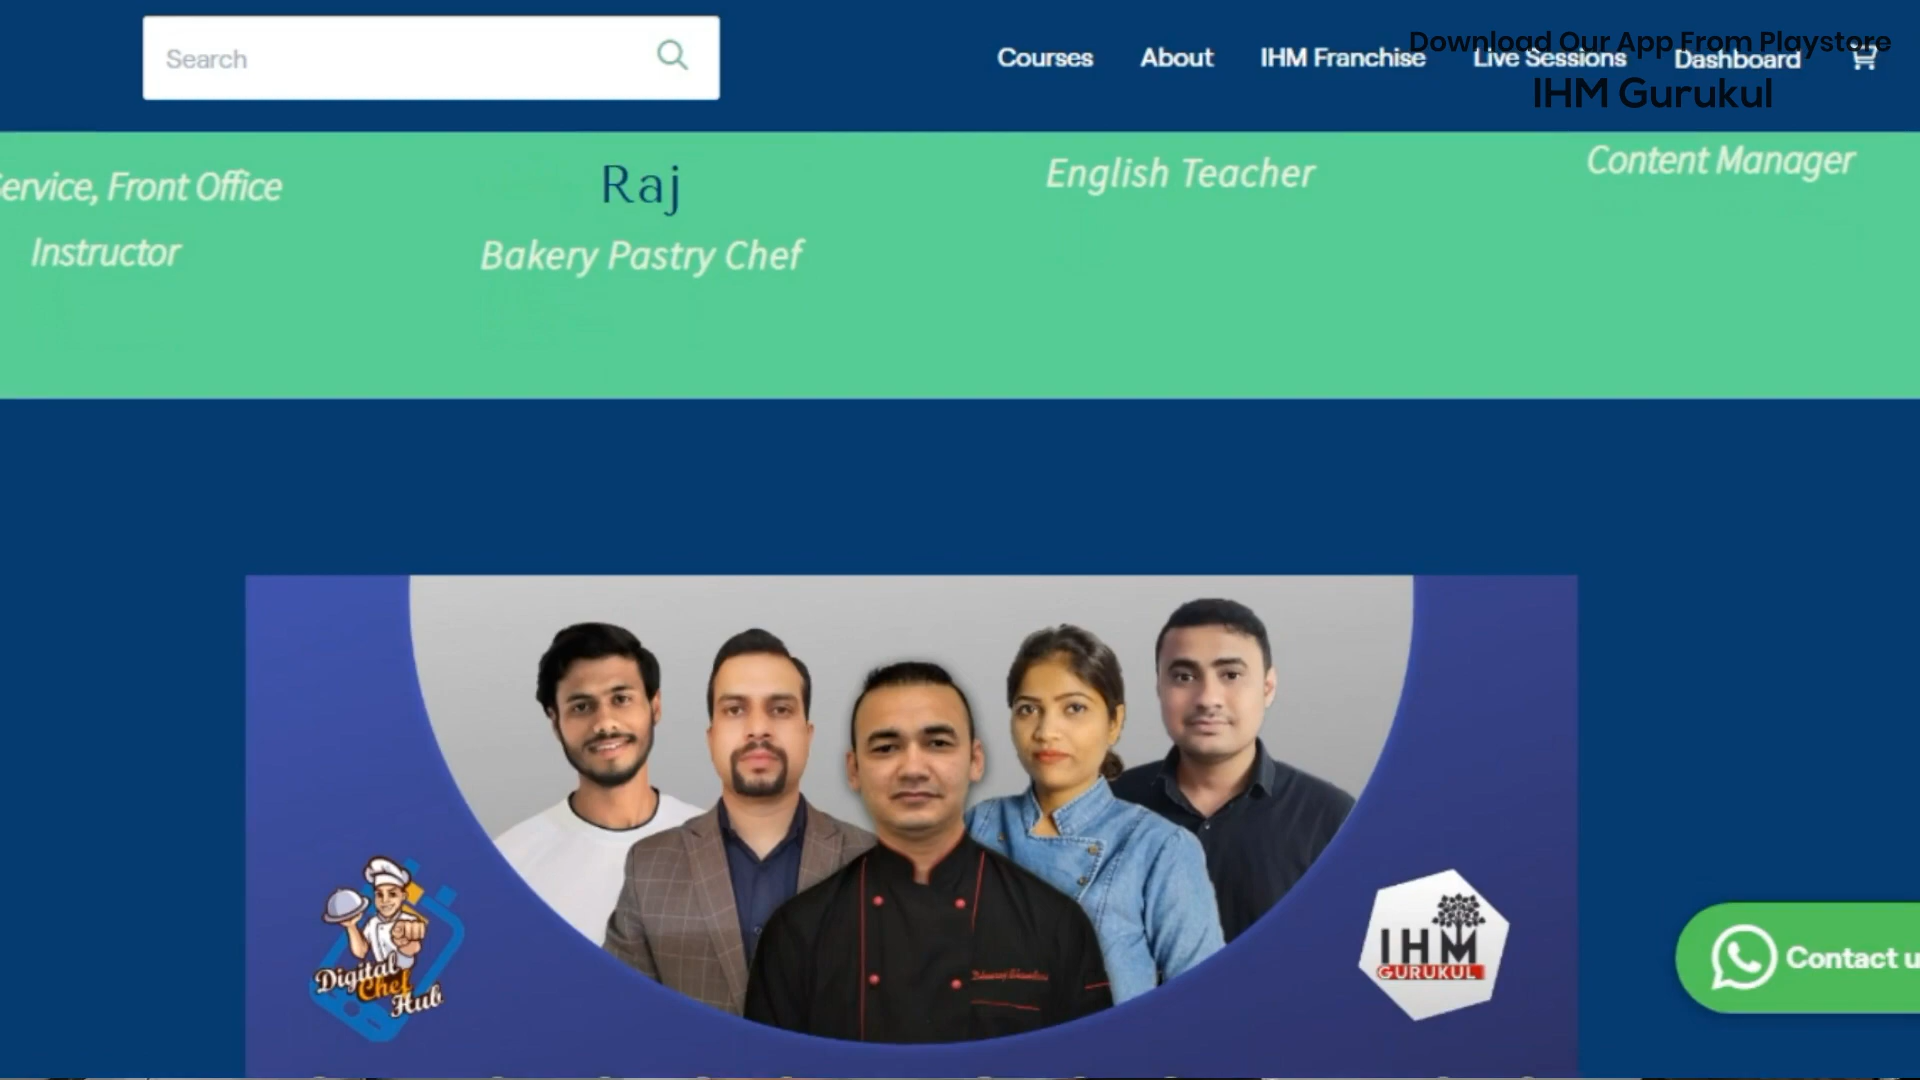 Search
Courses About IHM Franchise Live Sessions Dashboard
Download Our App From Playstore
IHM Gurukul
Service, Front Office
Instructor
Raj
Bakery Pastry Chef
English Teacher
Content Manager
Digital
Chef
Hub
IHM
GURUKUL
Contact u